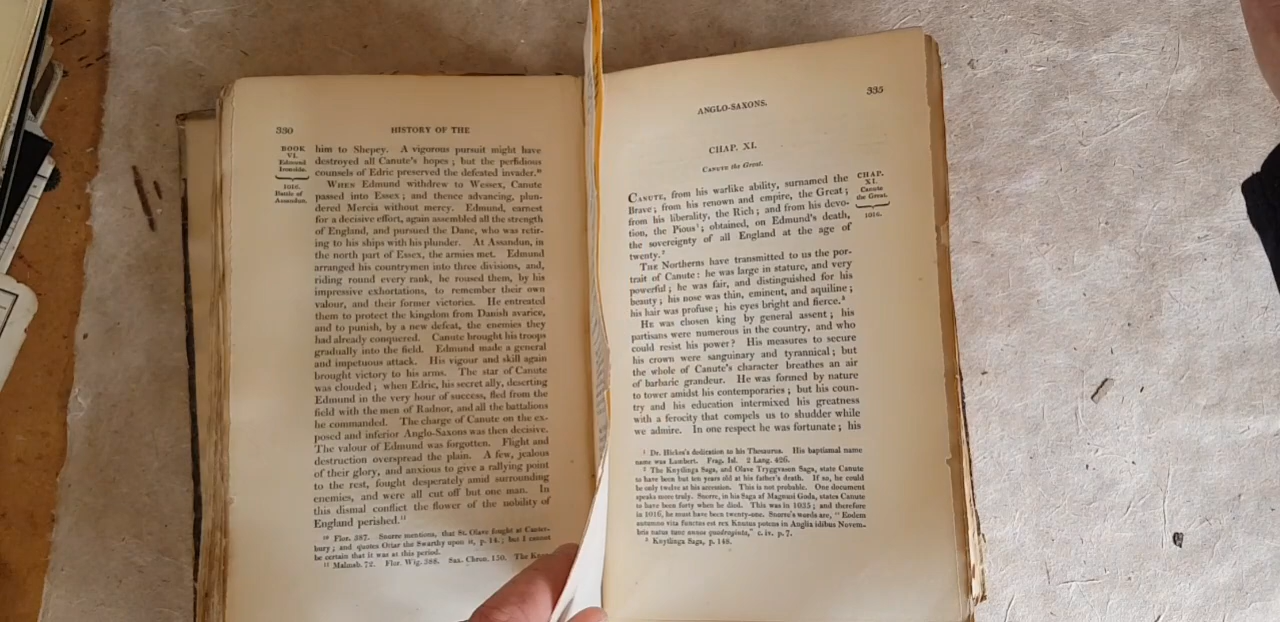 330
HISTORY OF THE
BOOK
VI.
Edmund
Ironside.
1016.
Battle of
Assandun.
him to Shepey. A vigorous pursuit might have
destroyed all Canute's hopes; but the perfidious
counsels of Edric preserved the defeated invader.¹⁰
WHEN Edmund withdrew to Wessex, Canute
passed into Essex; and thence advancing, plun-
dered Mercia without mercy. Edmund, earnest
for a decisive effort, again assembled all the strength
of England, and pursued the Dane, who was retir-
ing to his ships with his plunder. At Assandun, in
the north part of Essex, the armies met. Edmund
arranged his countrymen into three divisions, and,
riding round every rank, he roused them, by his
impressive exhortations, to remember their own
valour, and their former victories. He entreated
them to protect the kingdom from Danish avarice,
and to punish, by a new defeat, the enemies they
had already conquered. Canute brought his troops
gradually into the field. Edmund made a general
and impetuous attack. His vigour and skill again
brought victory to his arms. The star of Canute
was clouded; when Edric, his secret ally, deserting
Edmund in the very hour of success, fled from the
field with the men of Radnor, and all the battalions
he commanded. The charge of Canute on the ex-
posed and inferior Anglo-Saxons was then decisive.
The valour of Edmund was forgotten. Flight and
destruction overspread the plain. A few, jealous
of their glory, and anxious to give a rallying point
to the rest, fought desperately amid surrounding
enemies, and were all cut off but one man. In
this dismal conflict the flower of the nobility of
England perished.¹¹
¹⁰ Flor. 387. Snorre mentions, that St. Olave fought at Canter-
bury; and quotes Ottar the Swarthy upon it, p. 14.; but I cannot
be certain that it was at this period.
¹¹ Malmsb. 72. Flor. Wig. 388. Sax. Chron. 150. The
ANGLO-SAXONS.
335
CHAP. XI.
CANUTE the Great.
CHAP.
XI.
Canute
the Great.
1016.
CANUTE, from his warlike ability, surnamed the
Brave; from his renown and empire, the Great;
from his liberality, the Rich; and from his devo-
tion, the Pious¹; obtained, on Edmund's death,
the sovereignty of all England at the age of
twenty.²
THE Northerns have transmitted to us the por-
trait of Canute: he was large in stature, and very
powerful; he was fair, and distinguished for his
beauty; his nose was thin, eminent, and aquiline;
his hair was profuse; his eyes bright and fierce.³
HE was chosen king by general assent; his
partisans were numerous in the country, and who
could resist his power? His measures to secure
his crown were sanguinary and tyrannical; but
the whole of Canute's character breathes an air
of barbaric grandeur. He was formed by nature
to tower amidst his contemporaries; but his coun-
try and his education intermixed his greatness
with a ferocity that compels us to shudder while
we admire. In one respect he was fortunate; his
¹ Dr. Hickes's dedication to his Thesaurus. His baptismal name
name was Lambert. Frag. Isl. 2 Lang. 426.
² The Knytlinga Saga, and Olave Tryggvason Saga, state Canute
to have been but ten years old at his father's death. If so, he could
be only twelve at his accession. This is not probable. One document
speaks more truly. Snorre, in his Saga af Magnusi Goda, states Canute
to have been forty when he died. This was in 1035; and therefore
in 1016, he must have been twenty-one. Snorre's words are, "Eodem
autumno vita functus est rex Knutus potens in Anglia idibus Novem-
bris natus tunc annos quadraginta," c. iv. p. 7.
³ Knytlinga Saga, p. 148.